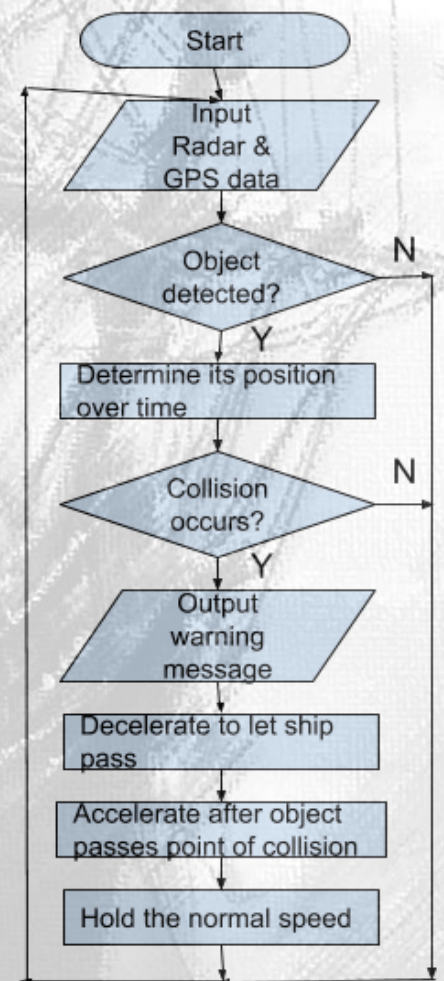 Start
Input
Radar &
GPS data
Object
detected?
N
Y
Determine its position
over time
Collision
occurs?
N
Y
Output
warning
message
Decelerate to let ship
pass
Accelerate after object
passes point of collision
Hold the normal speed